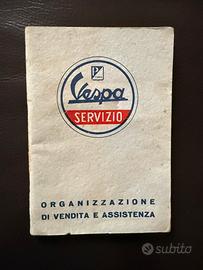 Vespa
SERVIZIO
ORGANIZZAZIONE
DI VENDITA E ASSISTENZA
subito